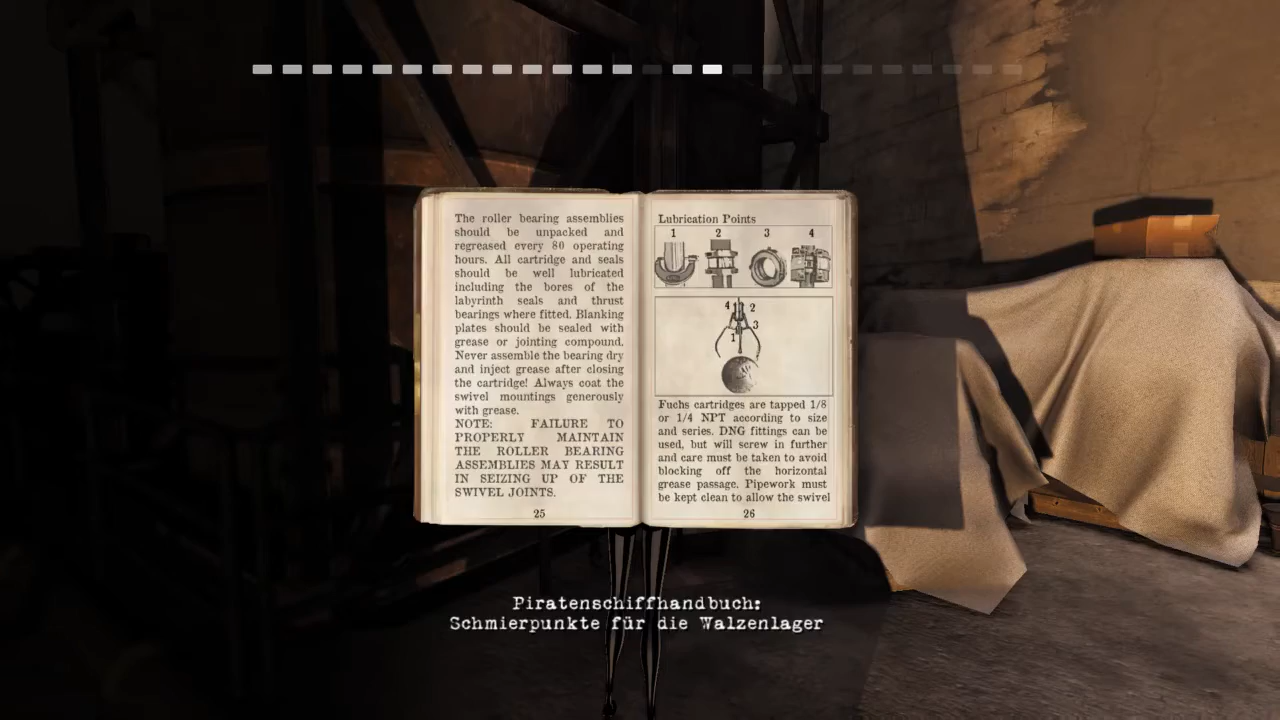 The roller bearing assemblies
should be unpacked and
regreased every 80 operating
hours. All cartridge and seals
should be well lubricated
including the bores of the
labyrinth seals and thrust
bearings where fitted. Blanking
plates should be sealed with
grease or jointing compound.
Never assemble the bearing dry
and inject grease after closing
the cartridge! Always coat the
swivel mountings generously
with grease.
NOTE: FAILURE TO
PROPERLY MAINTAIN
THE ROLLER BEARING
ASSEMBLIES MAY RESULT
IN SEIZING UP OF THE
SWIVEL JOINTS.
25
Lubrication Points
1 2 3 4
4 2
3
1
Fuchs cartridges are tapped 1/8
or 1/4 NPT according to size
and series. DNG fittings can be
used, but will screw in further
and care must be taken to avoid
blocking off the horizontal
grease passage. Pipework must
be kept clean to allow the swivel
26
Piratenschiffhandbuch:
Schmierpunkte für die Walzenlager